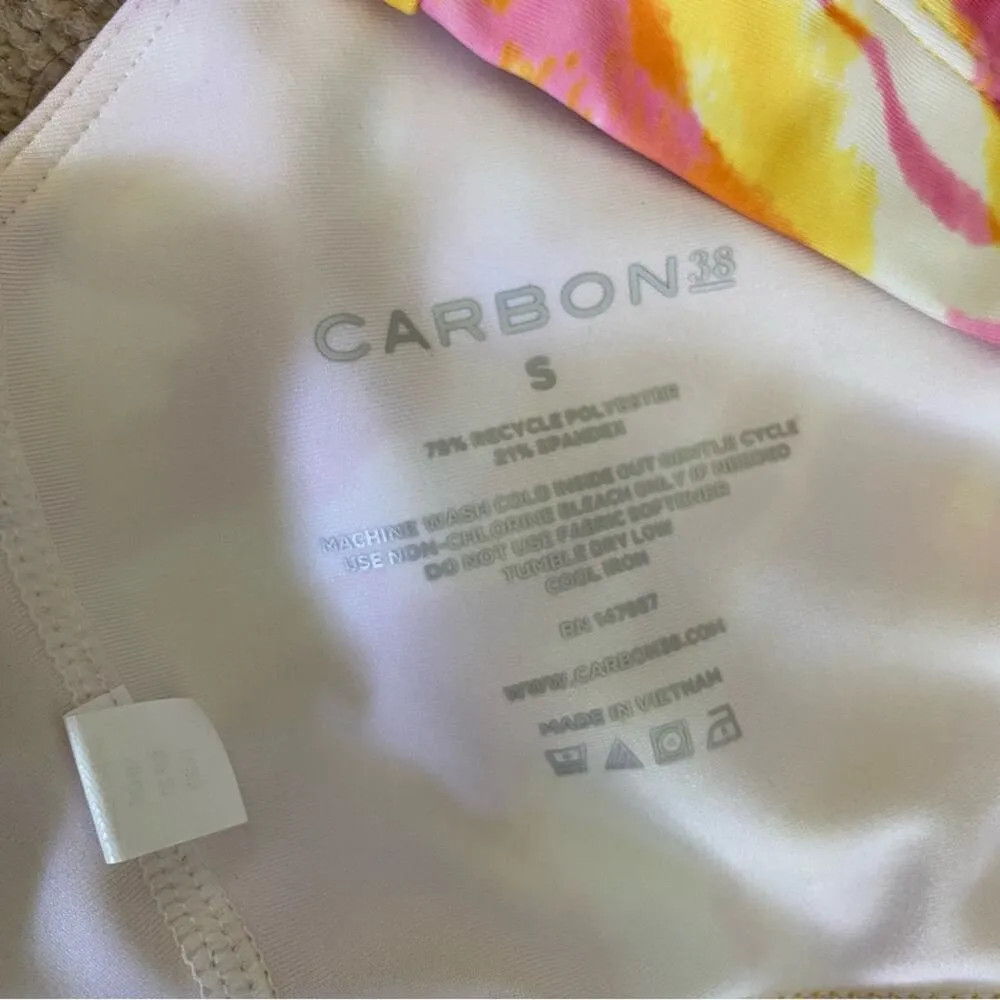 CARBON38
S
79% RECYCLE POLYESTER
21% SPANDEX
MACHINE WASH COLD INSIDE OUT GENTLE CYCLE
USE NON-CHLORINE BLEACH ONLY IF NEEDED
DO NOT USE FABRIC SOFTENER
TUMBLE DRY LOW
COOL IRON
RN
WWW.CARBON38.COM
MADE IN VIETNAM